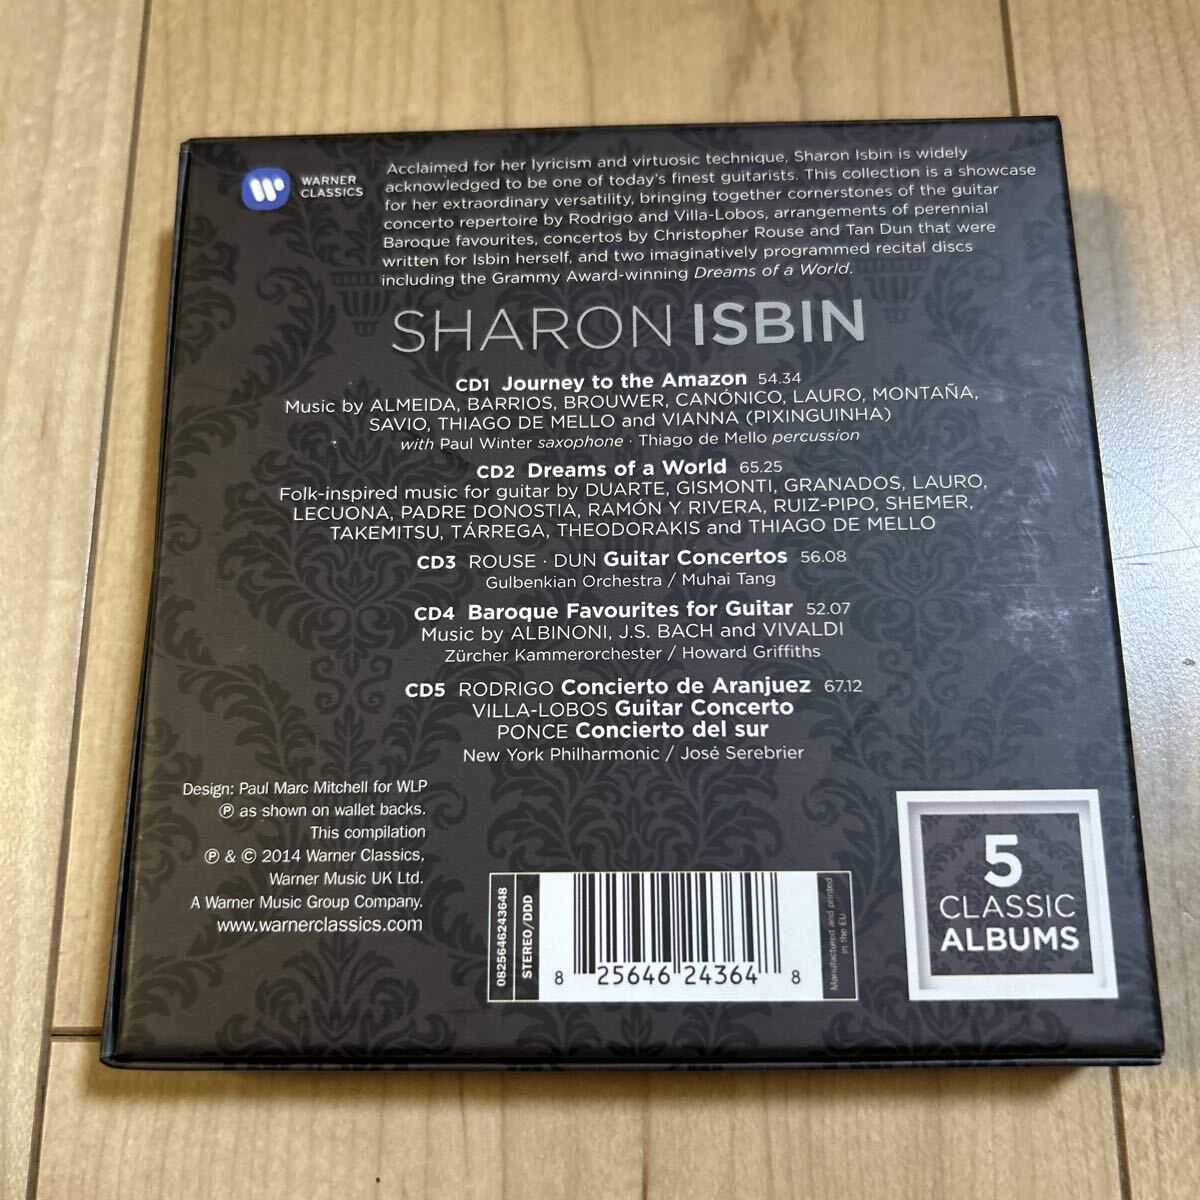 WARNER
CLASSICS
Acclaimed for her lyricism and virtuosic technique, Sharon Isbin is widely
acknowledged to be one of today's finest guitarists. This collection is a showcase
for her extraordinary versatility, bringing together cornerstones of the guitar
concerto repertoire by Rodrigo and Villa-Lobos, arrangements of perennial
Baroque favourites, concertos by Christopher Rouse and Tan Dun that were
written for Isbin herself, and two imaginatively programmed recital discs
including the Grammy Award-winning Dreams of a World.
SHARON ISBIN
CD1 Journey to the Amazon 54.34
Music by ALMEIDA, BARRIOS, BROUWER, CANÓNICO, LAURO, MONTAÑA,
SAVIO, THIAGO DE MELLO and VIANNA (PIXINGUINHA)
with Paul Winter saxophone · Thiago de Mello percussion
CD2 Dreams of a World 65.25
Folk-inspired music for guitar by DUARTE, GISMONTI, GRANADOS, LAURO,
LECUONA, PADRE DONOSTIA, RAMÓN Y RIVERA, RUIZ-PIPO, SHEMER,
TAKEMITSU, TÁRREGA, THEODORAKIS and THIAGO DE MELLO
CD3 ROUSE · DUN Guitar Concertos 56.08
Gulbenkian Orchestra / Muhai Tang
CD4 Baroque Favourites for Guitar 52.07
Music by ALBINONI, J.S. BACH and VIVALDI
Zürcher Kammerorchester / Howard Griffiths
CD5 RODRIGO Concierto de Aranjuez 67.12
VILLA-LOBOS Guitar Concerto
PONCE Concierto del sur
New York Philharmonic / José Serebrier
Design: Paul Marc Mitchell for WLP
℗ as shown on wallet backs.
This compilation
℗ & © 2014 Warner Classics,
Warner Music UK Ltd.
A Warner Music Group Company.
www.warnerclassics.com
0825646243648
STEREO/DDD
8 25646 24364 8
Manufactured and printed
in the EU
5
CLASSIC
ALBUMS